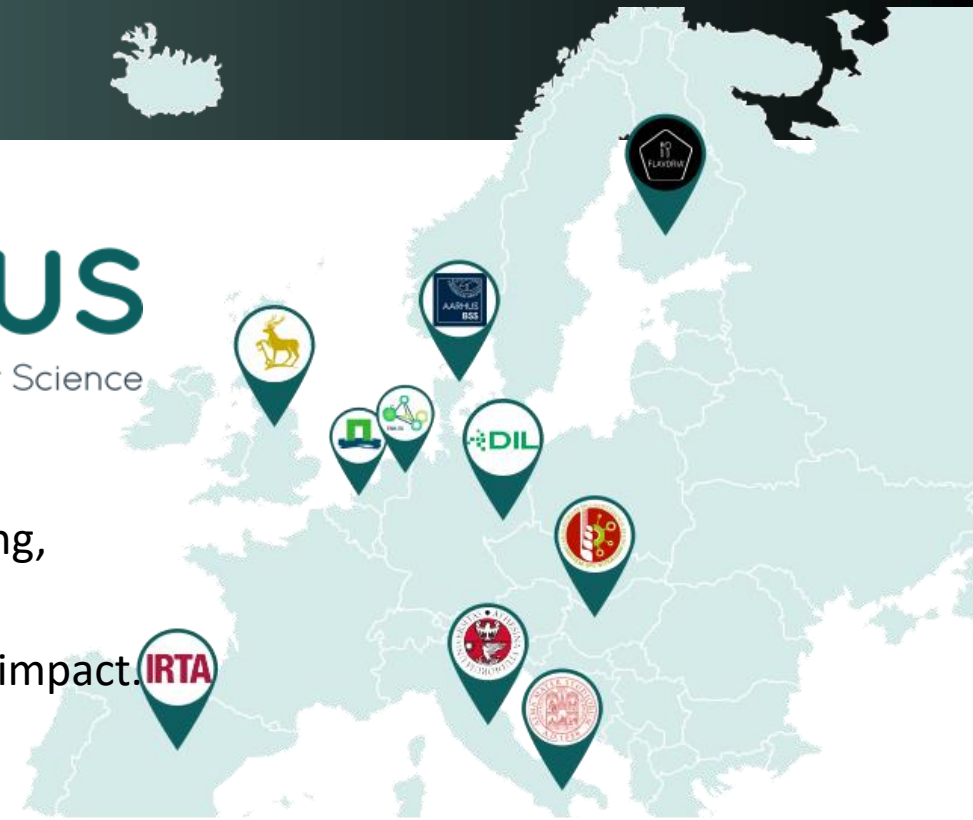 FLAVORIA
us
AARHUS
BSS
Science
DIL
ng,
impact.
IRTA